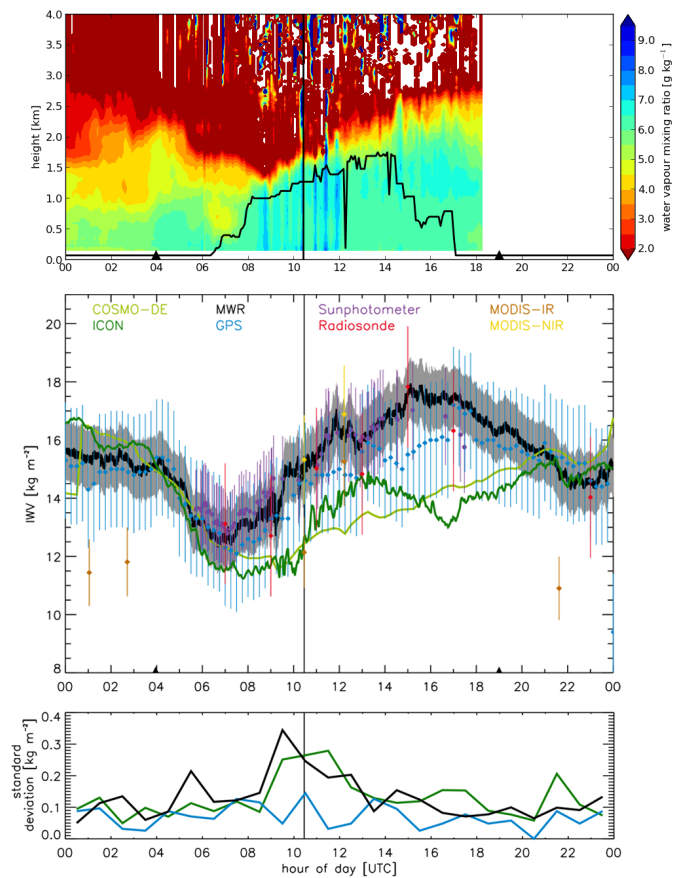 4.0
3.5
3.0
2.5
2.0
1.5
1.0
0.5
0.0
height [km]
00 02 04 06 08 10 12 14 16 18 20 22 00
9.0
8.0
7.0
6.0
5.0
4.0
3.0
2.0
water vapour mixing ratio [g kg⁻¹]
COSMO-DE MWR Sunphotometer MODIS-IR
ICON GPS Radiosonde MODIS-NIR
20
18
16
14
12
10
8
IWV [kg m⁻²]
00 02 04 06 08 10 12 14 16 18 20 22 00
0.4
0.3
0.2
0.1
0.0
standard
deviation [kg m⁻²]
00 02 04 06 08 10 12 14 16 18 20 22 00
hour of day [UTC]